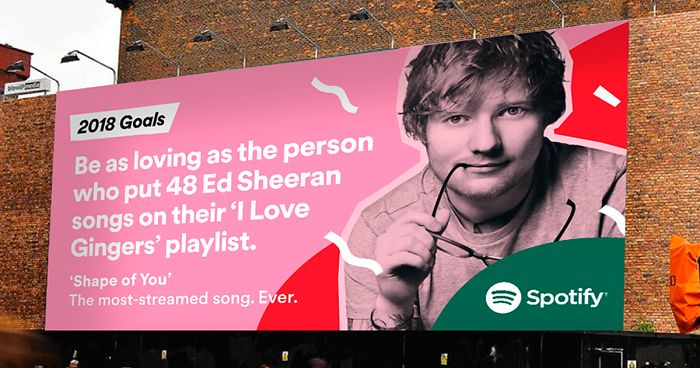 blowUPmedia
2018 Goals
Be as loving as the person
who put 48 Ed Sheeran
songs on their ‘I Love
Gingers’ playlist.
‘Shape of You’
The most-streamed song. Ever.
Spotify